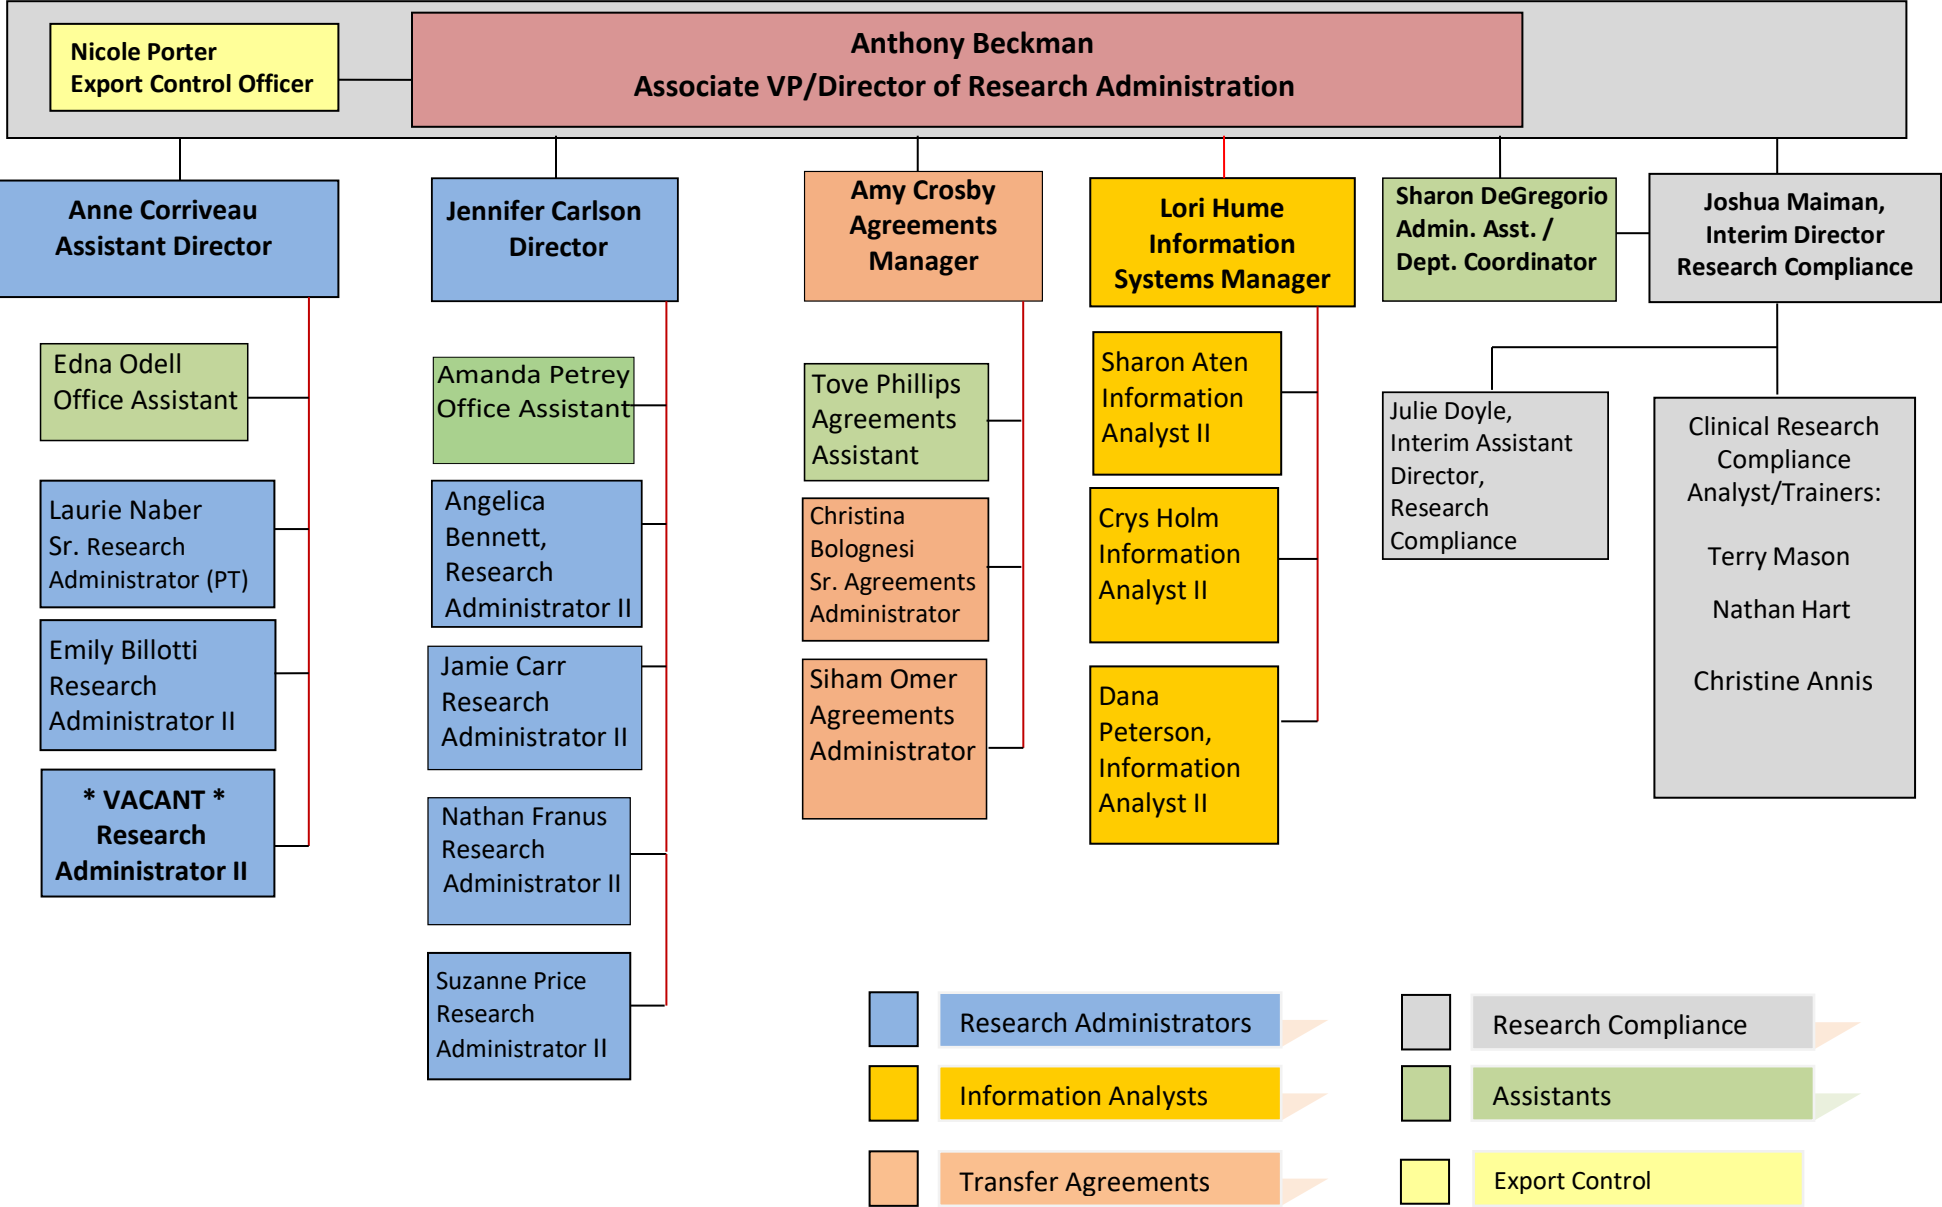 Nicole Porter
Export Control Officer
Anthony Beckman
Associate VP/Director of Research Administration
Anne Corriveau
Assistant Director
Jennifer Carlson
Director
Amy Crosby
Agreements
Manager
Lori Hume
Information
Systems Manager
Sharon DeGregorio
Admin. Asst. /
Dept. Coordinator
Joshua Maiman,
Interim Director
Research Compliance
Edna Odell
Office Assistant
Laurie Naber
Sr. Research
Administrator (PT)
Emily Billotti
Research
Administrator II
* VACANT *
Research
Administrator II
Amanda Petrey
Office Assistant
Angelica
Bennett,
Research
Administrator II
Jamie Carr
Research
Administrator II
Nathan Franus
Research
Administrator II
Suzanne Price
Research
Administrator II
Tove Phillips
Agreements
Assistant
Christina
Bolognesi
Sr. Agreements
Administrator
Siham Omer
Agreements
Administrator
Sharon Aten
Information
Analyst II
Crys Holm
Information
Analyst II
Dana
Peterson,
Information
Analyst II
Julie Doyle,
Interim Assistant
Director,
Research
Compliance
Clinical Research
Compliance
Analyst/Trainers:
Terry Mason
Nathan Hart
Christine Annis
Research Administrators
Information Analysts
Transfer Agreements
Research Compliance
Assistants
Export Control